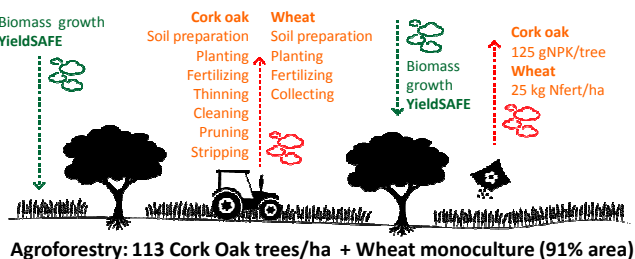 Biomass growth
YieldSAFE
Cork oak
Soil preparation
Planting
Fertilizing
Thinning
Cleaning
Pruning
Stripping
Wheat
Soil preparation
Planting
Fertilizing
Collecting
Biomass
growth
YieldSAFE
Cork oak
125 gNPK/tree
Wheat
25 kg Nfert/ha
Agroforestry: 113 Cork Oak trees/ha + Wheat monoculture (91% area)